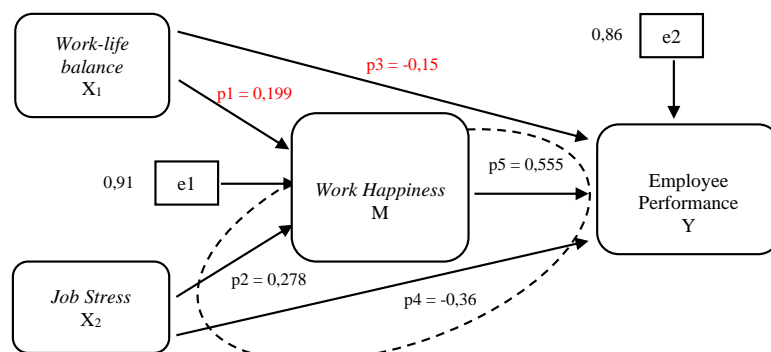 Work-life
balance
X1
p3 = -0,15
0,86
e2
p1 = 0,199
0,91
e1
Work Happiness
M
p5 = 0,555
Employee
Performance
Y
p2 = 0,278
Job Stress
X2
p4 = -0,36